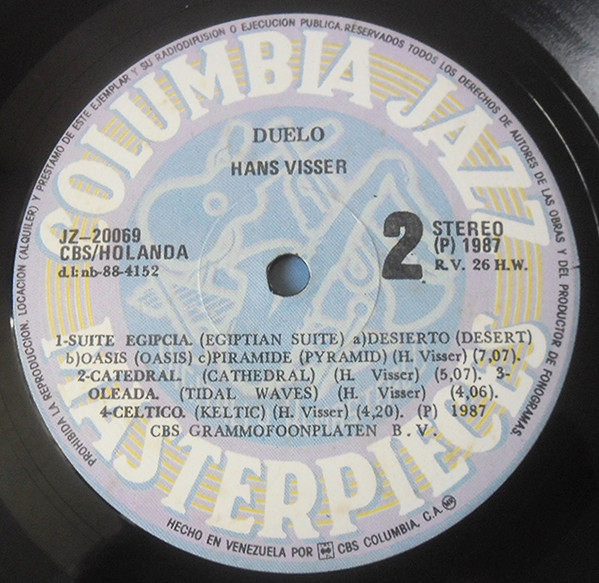 RESERVADOS TODOS LOS DERECHOS DE AUTORES DE LAS OBRAS Y DEL PRODUCTOR DE FONOGRAMAS.
PROHIBIDA LA REPRODUCCION, LOCACION (ALQUILER) Y PRESTAMO DE ESTE EJEMPLAR Y SU RADIODIFUSION O EJECUCION PUBLICA.
COLUMBIA JAZZ
DUELO
HANS VISSER
JZ-20069
CBS/HOLANDA
d.l: nb-88-4152
2
STEREO
(P) 1987
R.V. 26 H.W.
1-SUITE EGIPCIA. (EGIPTIAN SUITE) a)DESIERTO (DESERT)
b)OASIS (OASIS) c)PIRAMIDE (PYRAMID) (H. Visser) (7,07).
2-CATEDRAL. (CATHEDRAL) (H. Visser) (5,07). 3-
OLEADA. (TIDAL WAVES) (H. Visser) (4,06).
4-CELTICO. (KELTIC) (H. Visser) (4,20). (P) 1987
CBS GRAMMOFOONPLATEN B.V.
MASTERPIECES
HECHO EN VENEZUELA POR CBS COLUMBIA, C.A. MR